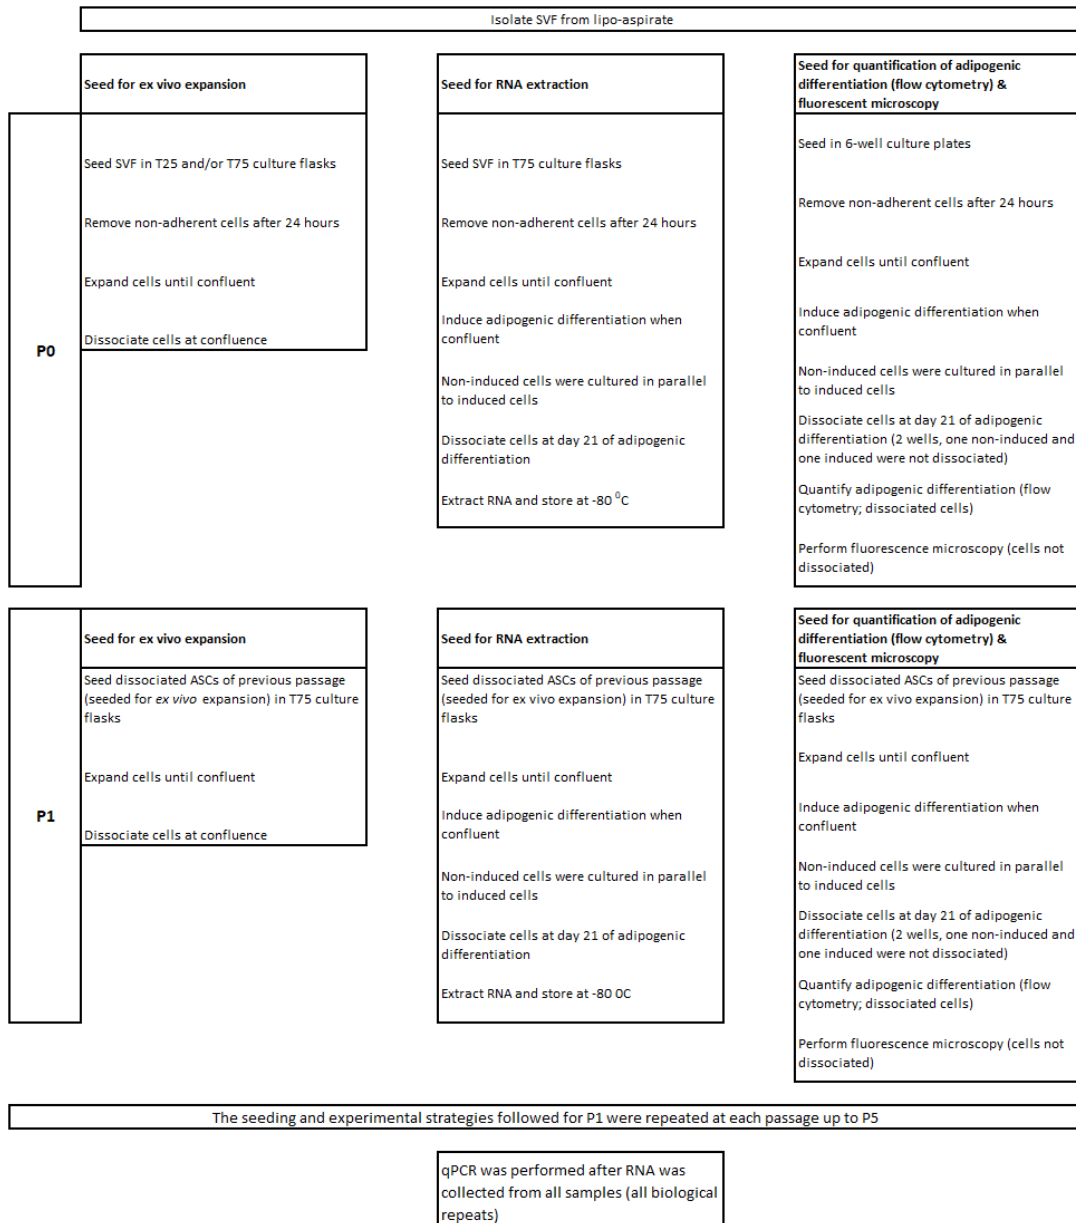 Isolate SVF from lipo-aspirate
Seed for ex vivo expansion
Seed for RNA extraction
Seed for quantification of adipogenic
differentiation (flow cytometry) &
fluorescent microscopy
P0
Seed SVF in T25 and/or T75 culture flasks
Remove non-adherent cells after 24 hours
Expand cells until confluent
Dissociate cells at confluence
Seed SVF in T75 culture flasks
Remove non-adherent cells after 24 hours
Expand cells until confluent
Induce adipogenic differentiation when
confluent
Non-induced cells were cultured in parallel
to induced cells
Dissociate cells at day 21 of adipogenic
differentiation
Extract RNA and store at -80 ⁰C
Seed in 6-well culture plates
Remove non-adherent cells after 24 hours
Expand cells until confluent
Induce adipogenic differentiation when
confluent
Non-induced cells were cultured in parallel
to induced cells
Dissociate cells at day 21 of adipogenic
differentiation (2 wells, one non-induced and
one induced were not dissociated)
Quantify adipogenic differentiation (flow
cytometry; dissociated cells)
Perform fluorescence microscopy (cells not
dissociated)
Seed for ex vivo expansion
Seed for RNA extraction
Seed for quantification of adipogenic
differentiation (flow cytometry) &
fluorescent microscopy
P1
Seed dissociated ASCs of previous passage
(seeded for ex vivo expansion) in T75 culture
flasks
Expand cells until confluent
Dissociate cells at confluence
Seed dissociated ASCs of previous passage
(seeded for ex vivo expansion) in T75 culture
flasks
Expand cells until confluent
Induce adipogenic differentiation when
confluent
Non-induced cells were cultured in parallel
to induced cells
Dissociate cells at day 21 of adipogenic
differentiation
Extract RNA and store at -80 0C
Seed dissociated ASCs of previous passage
(seeded for ex vivo expansion) in T75 culture
flasks
Expand cells until confluent
Induce adipogenic differentiation when
confluent
Non-induced cells were cultured in parallel
to induced cells
Dissociate cells at day 21 of adipogenic
differentiation (2 wells, one non-induced and
one induced were not dissociated)
Quantify adipogenic differentiation (flow
cytometry; dissociated cells)
Perform fluorescence microscopy (cells not
dissociated)
The seeding and experimental strategies followed for P1 were repeated at each passage up to P5
qPCR was performed after RNA was
collected from all samples (all biological
repeats)